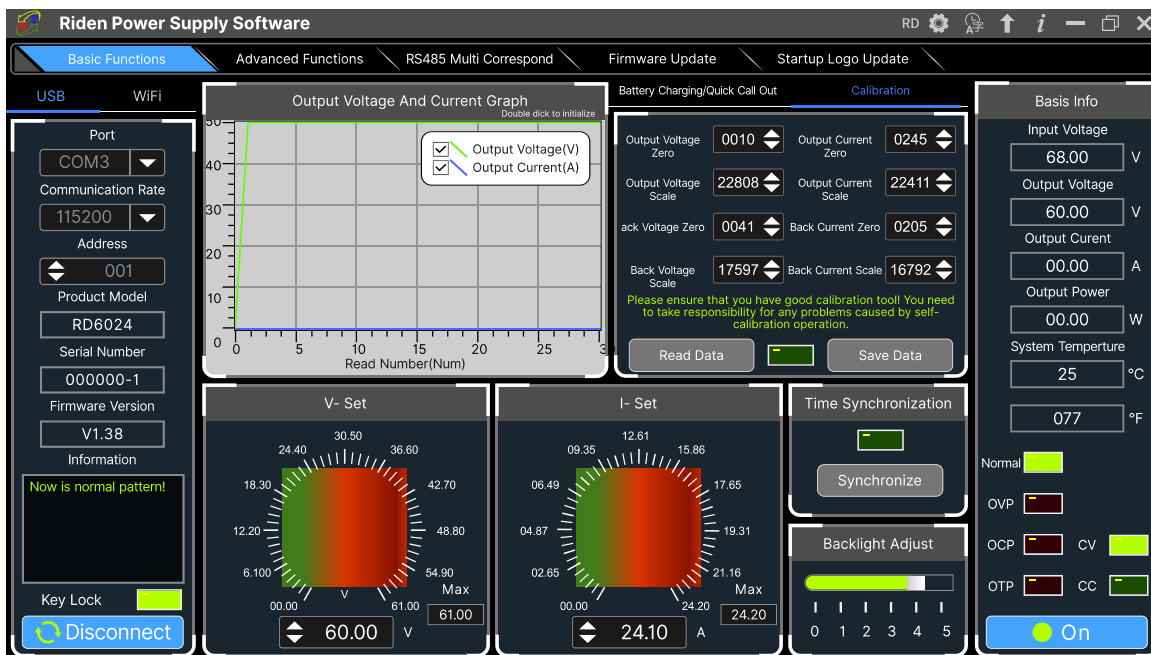 Riden Power Supply Software
RD
Basic Functions
Advanced Functions
RS485 Multi Correspond
Firmware Update
Startup Logo Update
USB
WiFi
Port
COM3
Communication Rate
115200
Address
001
Product Model
RD6024
Serial Number
000000-1
Firmware Version
V1.38
Information
Now is normal pattern!
Key Lock
Disconnect
Output Voltage And Current Graph
Double dick to initialize
50
40
30
20
10
0
Output Voltage(V)
Output Current(A)
0 5 10 15 20 25 3
Read Number(Num)
Battery Charging/Quick Call Out
Calibration
Output Voltage
Zero
0010
Output Current
Zero
0245
Output Voltage
Scale
22808
Output Current
Scale
22411
ack Voltage Zero
0041
Back Current Zero
0205
Back Voltage
Scale
17597
Back Current Scale
16792
Please ensure that you have good calibration tool! You need
to take responsibility for any problems caused by self-
calibration operation.
Read Data
Save Data
V- Set
30.50
24.40
36.60
18.30
42.70
12.20
48.80
6.100
54.90
00.00
V
61.00
Max
61.00
60.00
V
I- Set
12.61
09.35
15.86
06.49
17.65
04.87
19.31
02.65
21.16
00.00
24.20
Max
24.20
24.10
A
Time Synchronization
Synchronize
Backlight Adjust
0 1 2 3 4 5
Basis Info
Input Voltage
68.00 V
Output Voltage
60.00 V
Output Curent
00.00 A
Output Power
00.00 W
System Temperture
25 °C
077 °F
Normal
OVP
OCP
CV
OTP
CC
On